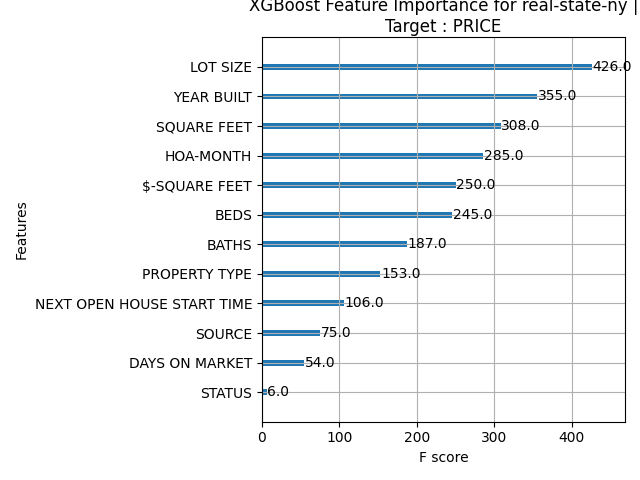 XGBoost Feature Importance for real-state-ny |
Target : PRICE
Features
LOT SIZE 426.0
YEAR BUILT 355.0
SQUARE FEET 308.0
HOA-MONTH 285.0
$-SQUARE FEET 250.0
BEDS 245.0
BATHS 187.0
PROPERTY TYPE 153.0
NEXT OPEN HOUSE START TIME 106.0
SOURCE 75.0
DAYS ON MARKET 54.0
STATUS 6.0
0 100 200 300 400
F score